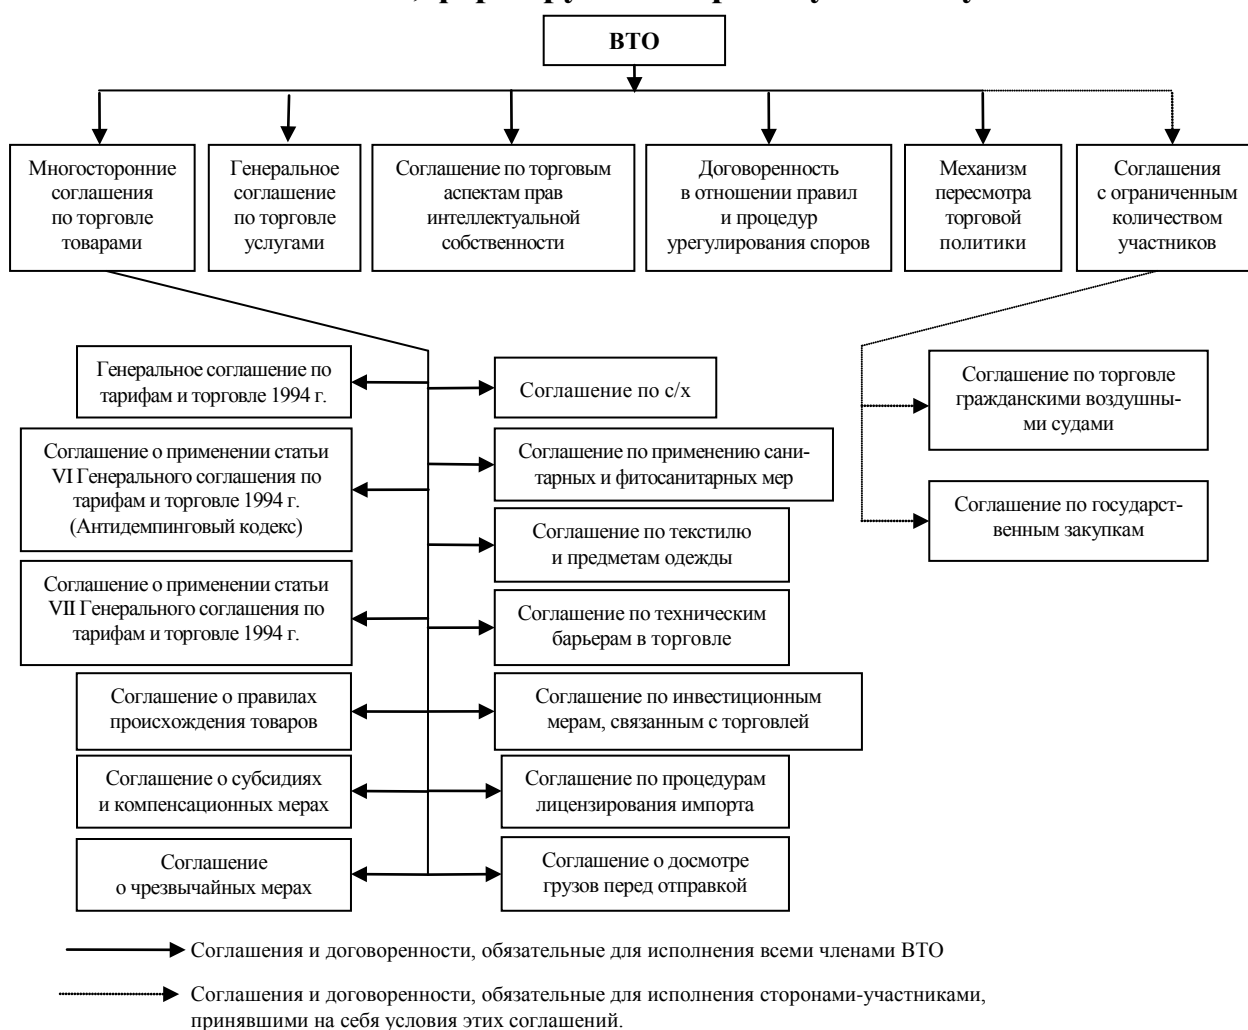 ВТО
Многосторонние
соглашения
по торговле
товарами
Генеральное
соглашение
по торговле
услугами
Соглашение по торговым
аспектам прав
интеллектуальной
собственности
Договоренность
в отношении правил
и процедур
урегулирования споров
Механизм
пересмотра
торговой
политики
Соглашения
с ограниченным
количеством
участников
Генеральное соглашение по
тарифам и торговле 1994 г.
Соглашение по с/х
Соглашение по торговле
гражданскими воздушны-
ми судами
Соглашение о применении статьи
VI Генерального соглашения по
тарифам и торговле 1994 г.
(Антидемпинговый кодекс)
Соглашение по применению сани-
тарных и фитосанитарных мер
Соглашение по государст-
венным закупкам
Соглашение по текстилю
и предметам одежды
Соглашение о применении статьи
VII Генерального соглашения по
тарифам и торговле 1994 г.
Соглашение по техническим
барьерам в торговле
Соглашение о правилах
происхождения товаров
Соглашение по инвестиционным
мерам, связанным с торговлей
Соглашение о субсидиях
и компенсационных мерах
Соглашение по процедурам
лицензирования импорта
Соглашение
о чрезвычайных мерах
Соглашение о досмотре
грузов перед отправкой
Соглашения и договоренности, обязательные для исполнения всеми членами ВТО
Соглашения и договоренности, обязательные для исполнения сторонами-участниками,
принявшими на себя условия этих соглашений.